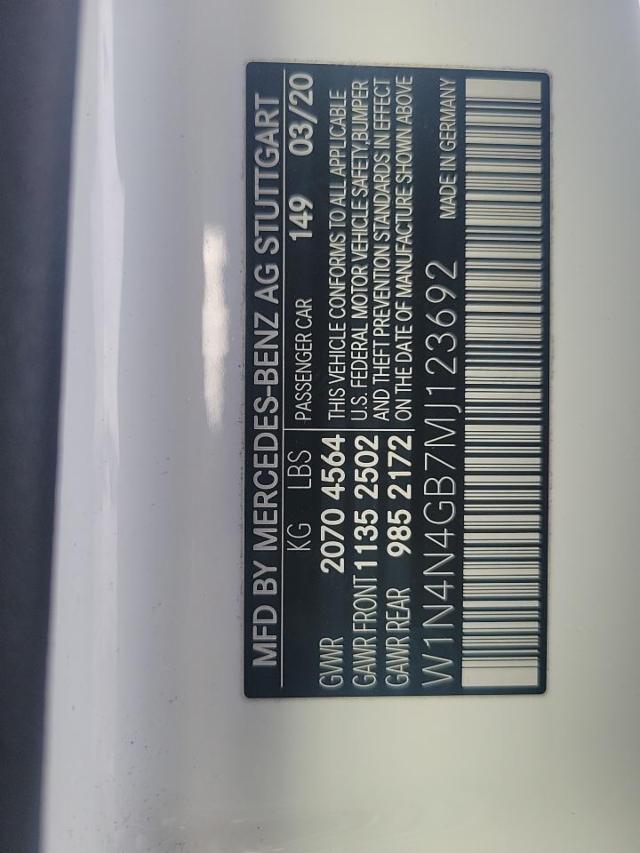 MFD BY MERCEDES-BENZ AG STUTTGART
KG LBS PASSENGER CAR 149 03/20
GVWR 2070 4564 THIS VEHICLE CONFORMS TO ALL APPLICABLE
GAWR FRONT 1135 2502 U.S. FEDERAL MOTOR VEHICLE SAFETY,BUMPER
GAWR REAR 985 2172 AND THEFT PREVENTION STANDARDS IN EFFECT
ON THE DATE OF MANUFACTURE SHOWN ABOVE
W1N4N4GB7MJ123692 MADE IN GERMANY